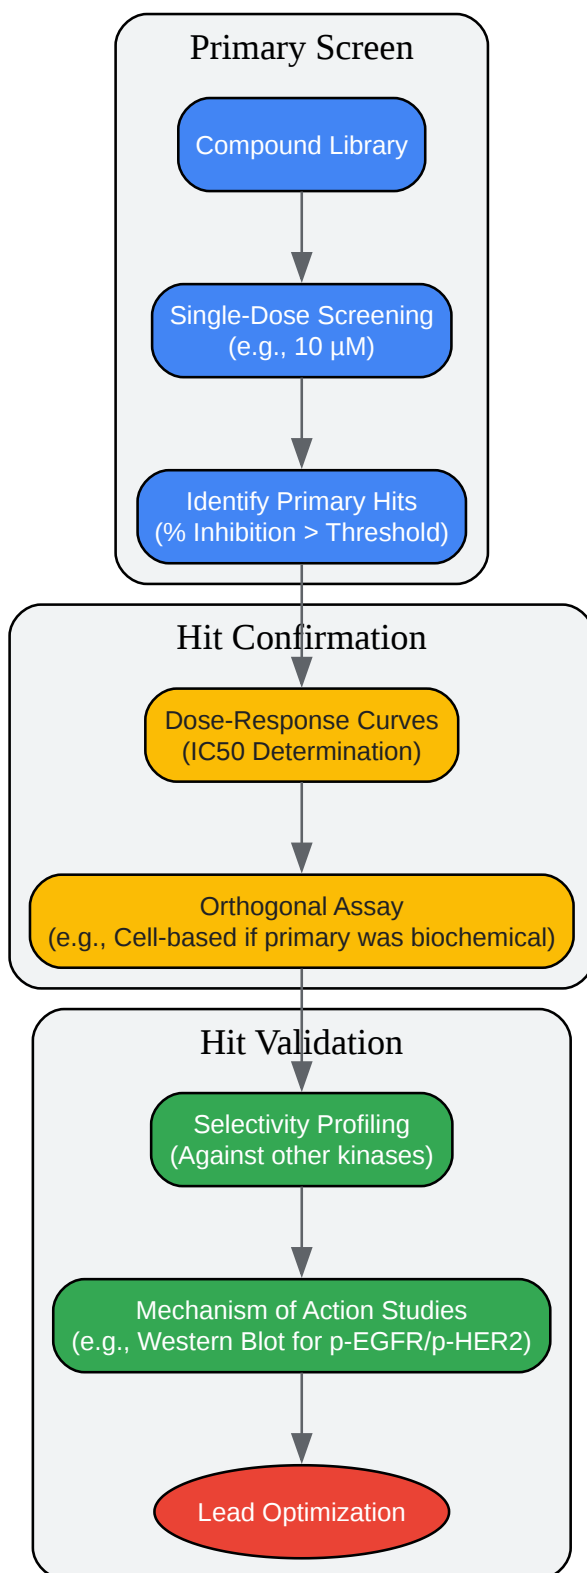 Primary Screen
Compound Library
Single-Dose Screening
(e.g., 10 µM)
Identify Primary Hits
(% Inhibition > Threshold)
Hit Confirmation
Dose-Response Curves
(IC50 Determination)
Orthogonal Assay
(e.g., Cell-based if primary was biochemical)
Hit Validation
Selectivity Profiling
(Against other kinases)
Mechanism of Action Studies
(e.g., Western Blot for p-EGFR/p-HER2)
Lead Optimization